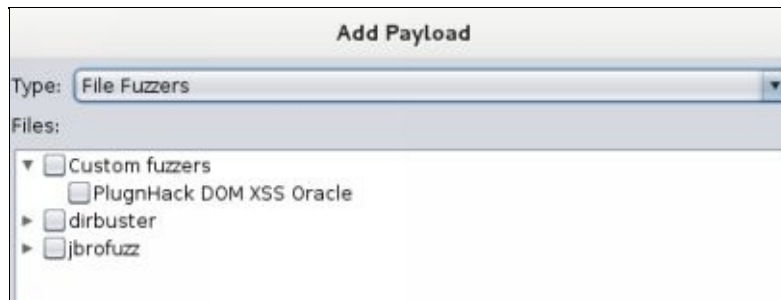 Add Payload
Type: File Fuzzers
Files:
Custom fuzzers
PlugnHack DOM XSS Oracle
dirbuster
jbrofuzz